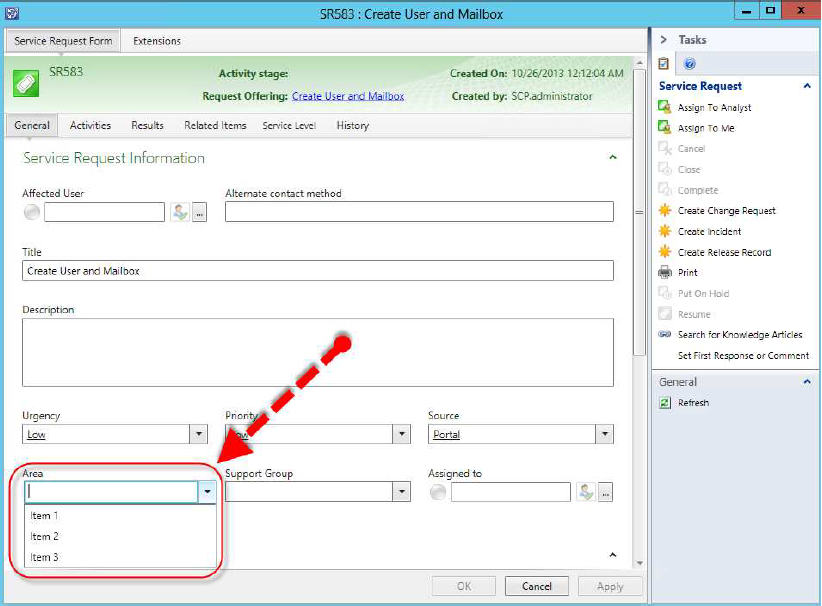 SR583 : Create User and Mailbox
Service Request Form
Extensions
SR583
Activity stage:
Created On: 10/26/2013 12:12:04 AM
Request Offering: Create User and Mailbox
Created by: SCP.administrator
General
Activities
Results
Related Items
Service Level
History
Service Request Information
Affected User
Alternate contact method
...
Title
Create User and Mailbox
Description
Urgency
Priority
Source
Low
Portal
Area
Support Group
Assigned to
...
Item 1
Item 2
Item 3
OK
Cancel
Apply
Tasks
Service Request
Assign To Analyst
Assign To Me
Cancel
Close
Complete
Create Change Request
Create Incident
Create Release Record
Print
Put On Hold
Resume
Search for Knowledge Articles
Set First Response or Comment
General
Refresh